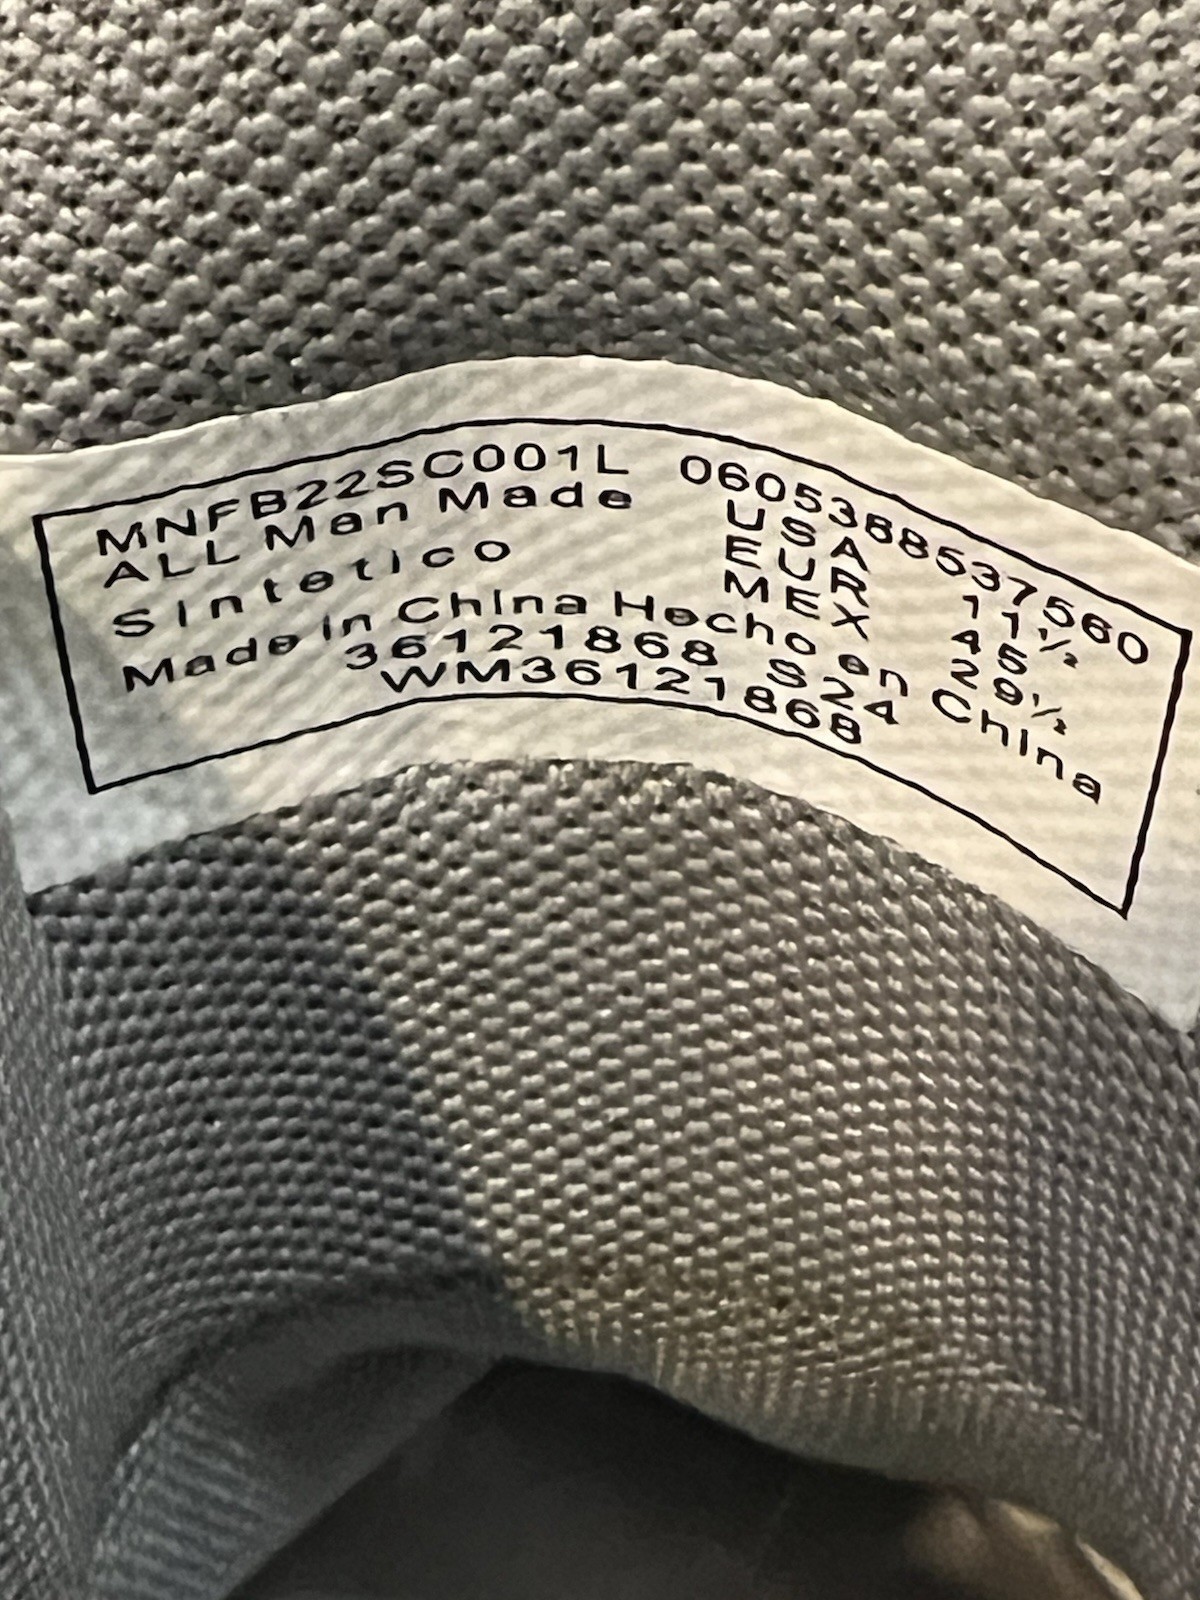 MNFB22SC001L 0605388537560
ALL Man Made USA 11½
Sintetico EUR 45
MEX 29½
Made in China Hecho en China
36121868 S24
WM36121868